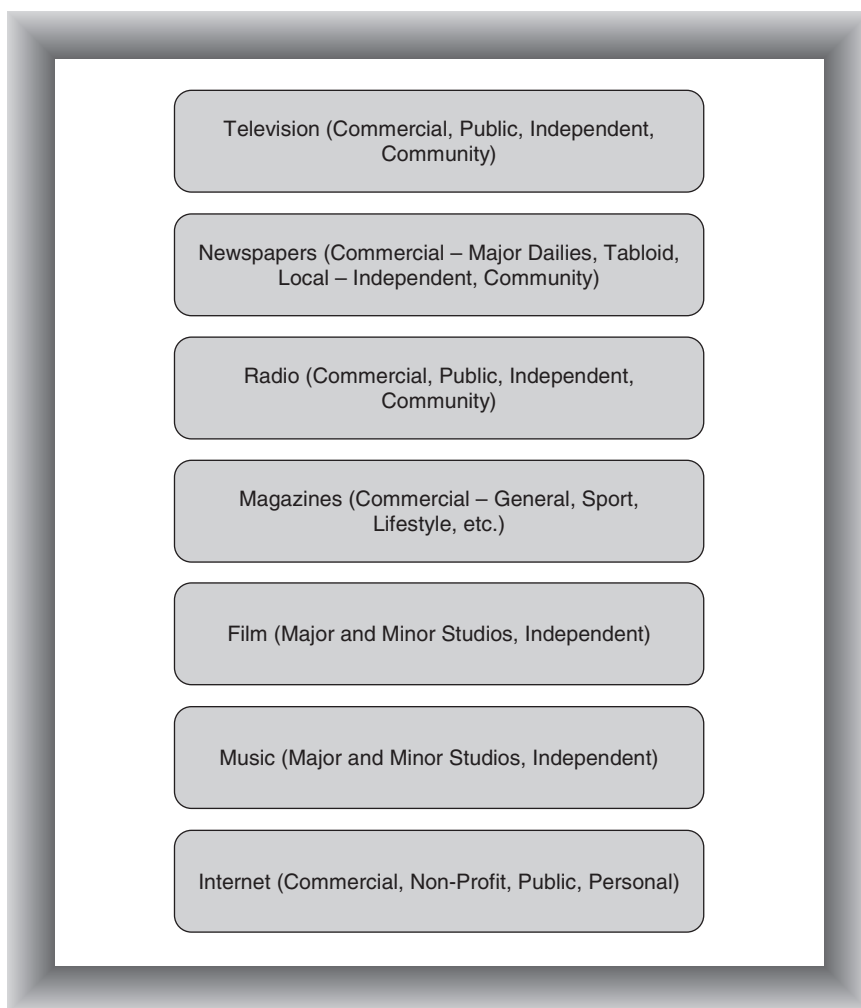 Television (Commercial, Public, Independent,
Community)
Newspapers (Commercial – Major Dailies, Tabloid,
Local – Independent, Community)
Radio (Commercial, Public, Independent,
Community)
Magazines (Commercial – General, Sport,
Lifestyle, etc.)
Film (Major and Minor Studios, Independent)
Music (Major and Minor Studios, Independent)
Internet (Commercial, Non-Profit, Public, Personal)